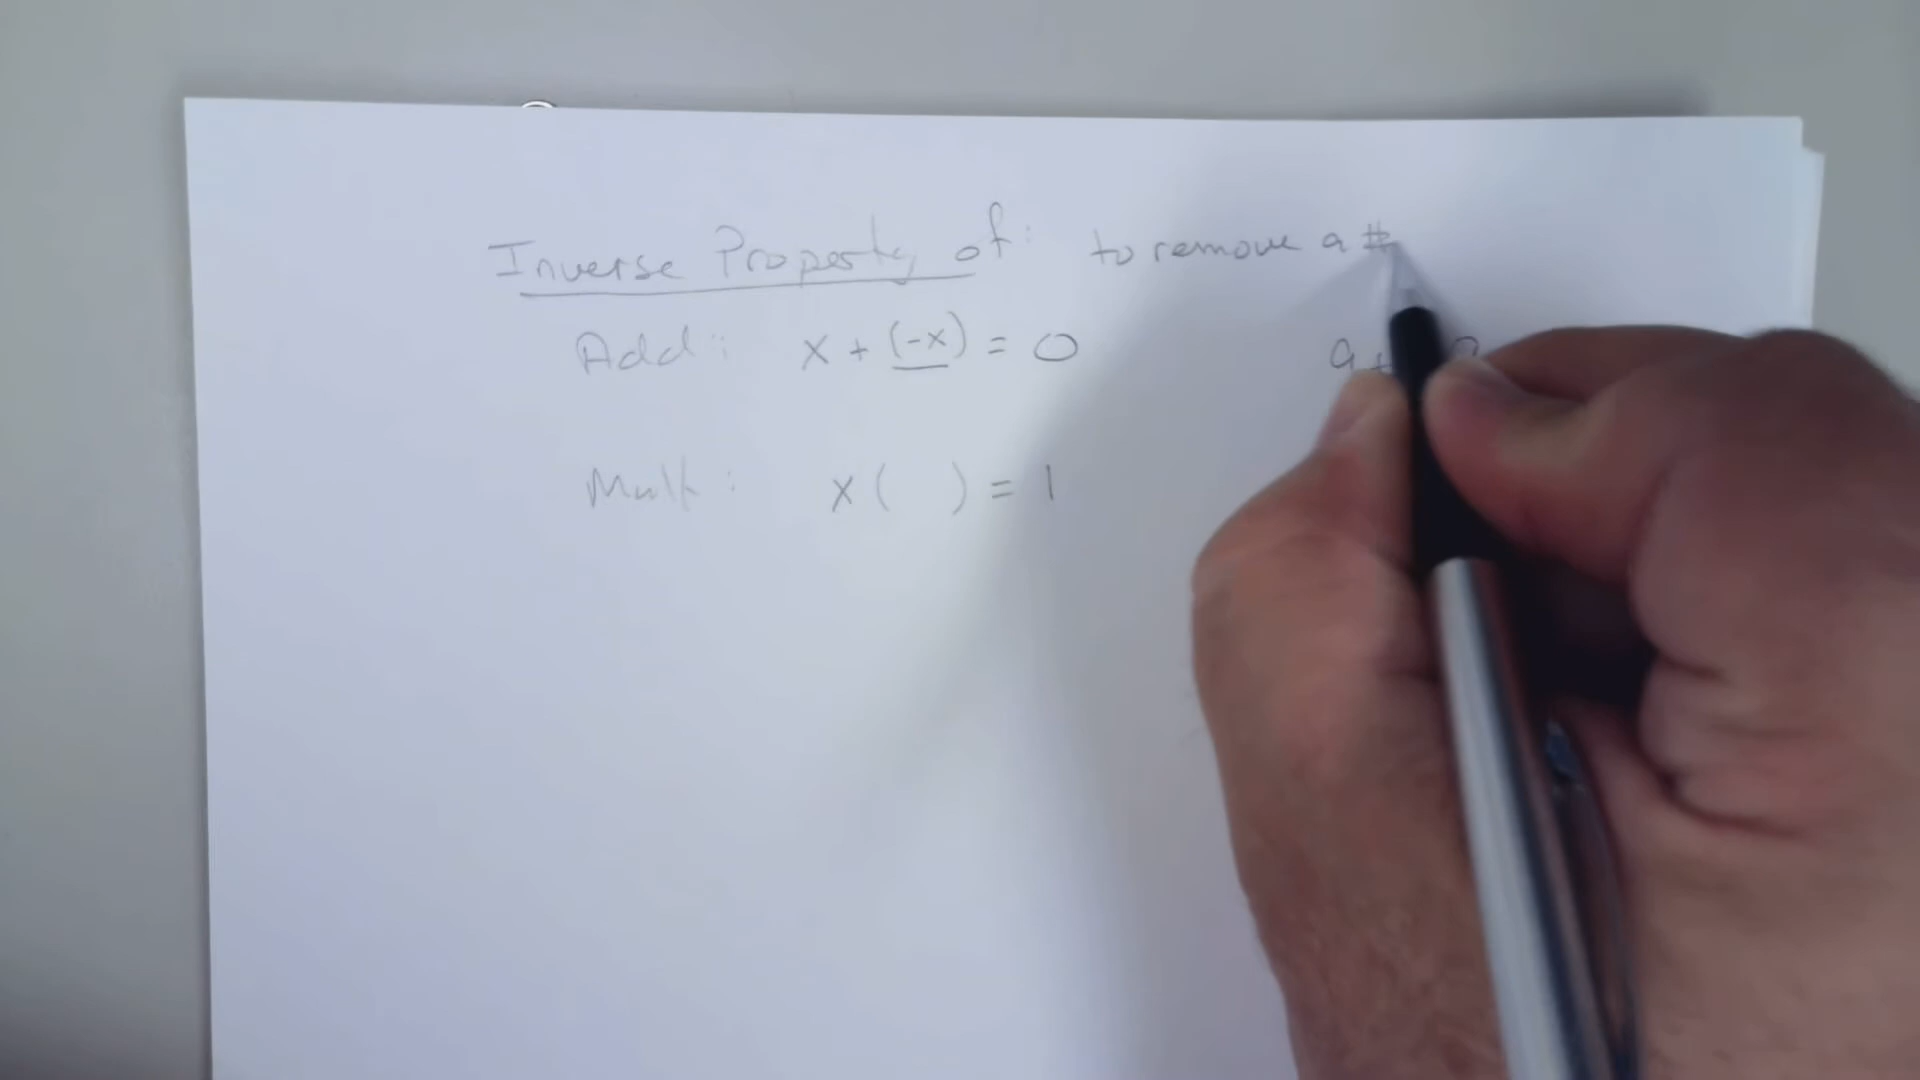 Inverse Property of: to remove a #
Add: x + (-x) = 0 a +
Mult: x ( ) = 1